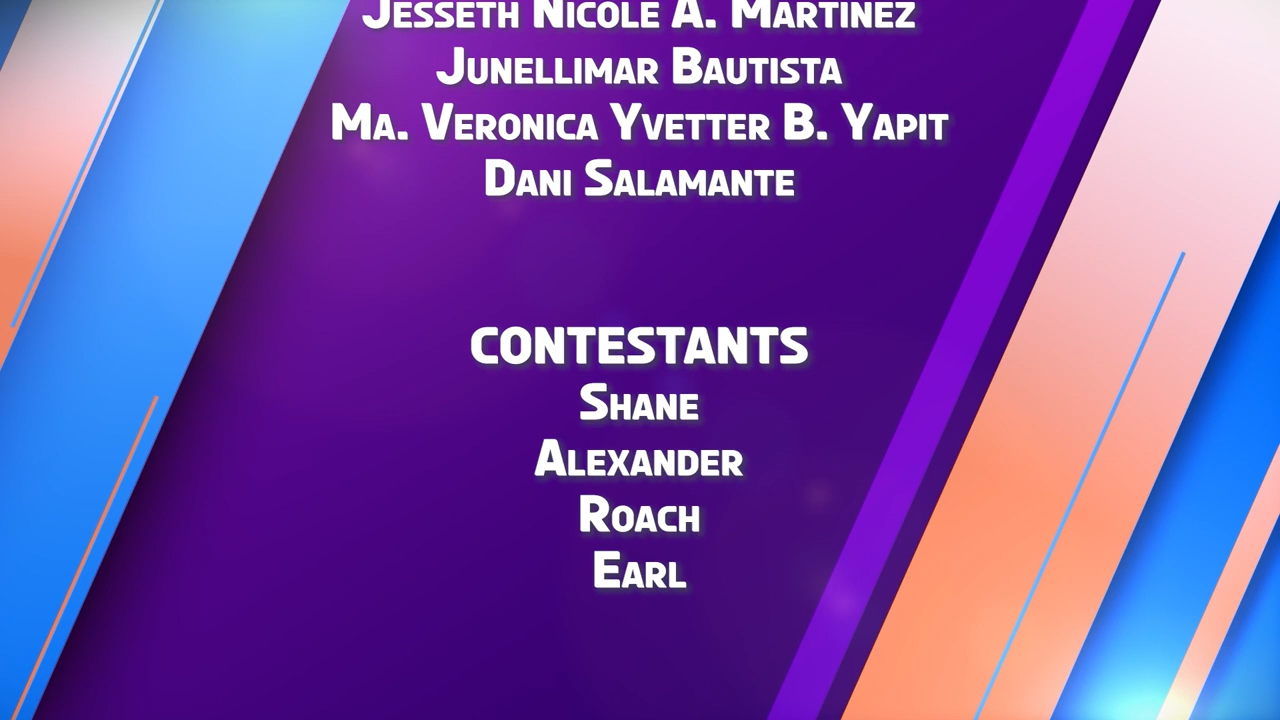 Jesseth Nicole A. Martinez
Junellimar Bautista
Ma. Veronica Yvetter B. Yapit
Dani Salamante
CONTESTANTS
Shane
Alexander
Roach
Earl